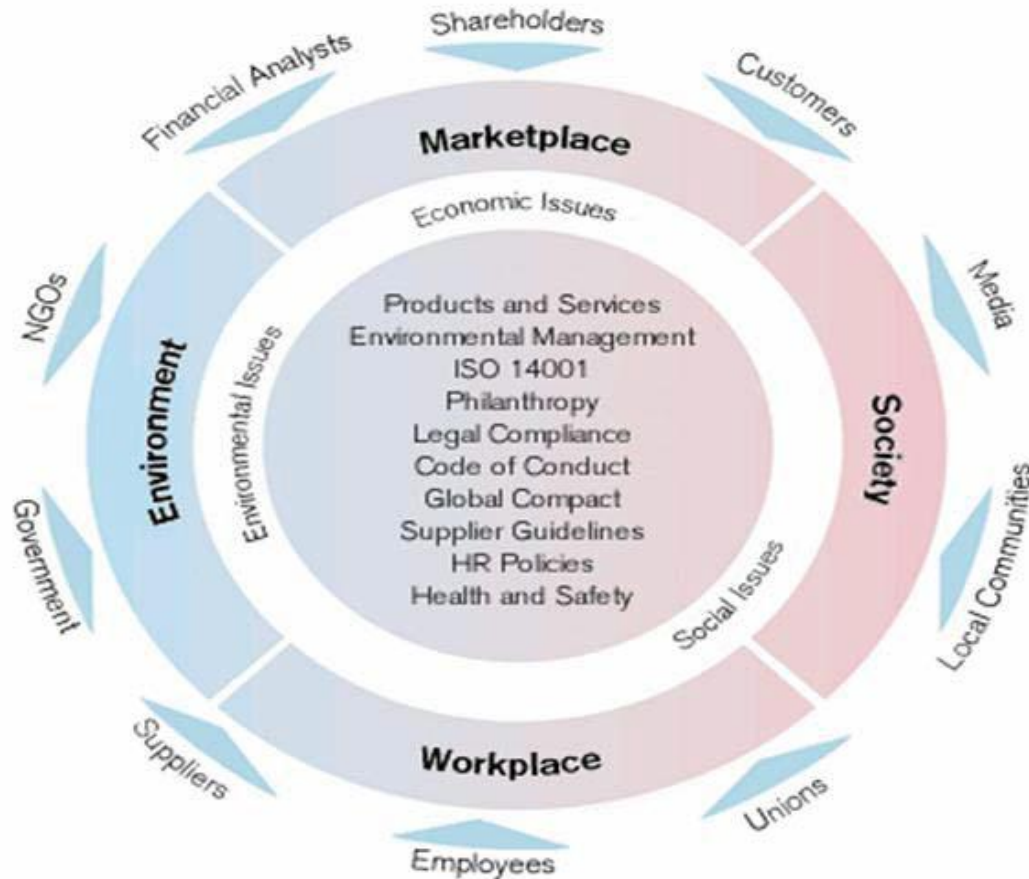 Shareholders
Financial Analysts
Customers
Marketplace
Economic Issues
NGOs
Media
Products and Services
Environmental Management
ISO 14001
Philanthropy
Legal Compliance
Code of Conduct
Global Compact
Supplier Guidelines
HR Policies
Health and Safety
Environment
Environmental Issues
Society
Social Issues
Government
Local Communities
Suppliers
Workplace
Unions
Employees